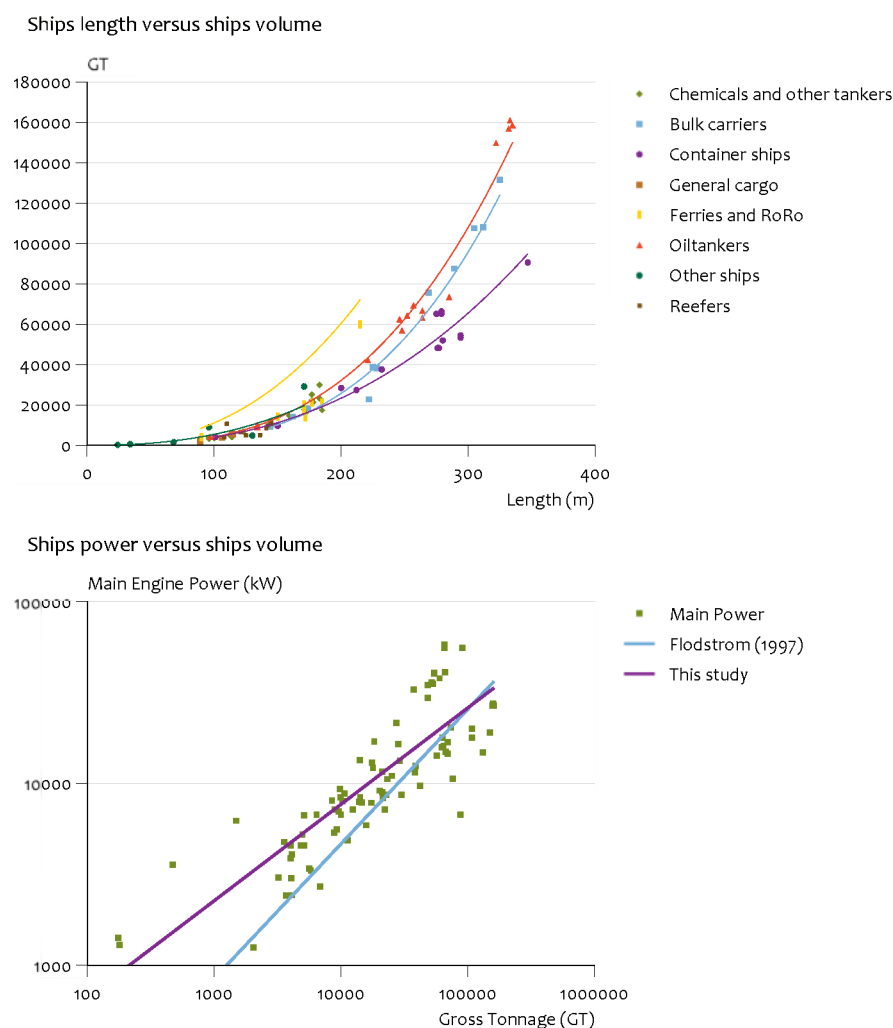 Ships length versus ships volume
GT
180000
160000
140000
120000
100000
80000
60000
40000
20000
0
0 100 200 300 400
Length (m)
Chemicals and other tankers
Bulk carriers
Container ships
General cargo
Ferries and RoRo
Oiltankers
Other ships
Reefers
Ships power versus ships volume
Main Engine Power (kW)
100000
10000
1000
100 1000 10000 100000 1000000
Gross Tonnage (GT)
Main Power
Flodstrom (1997)
This study